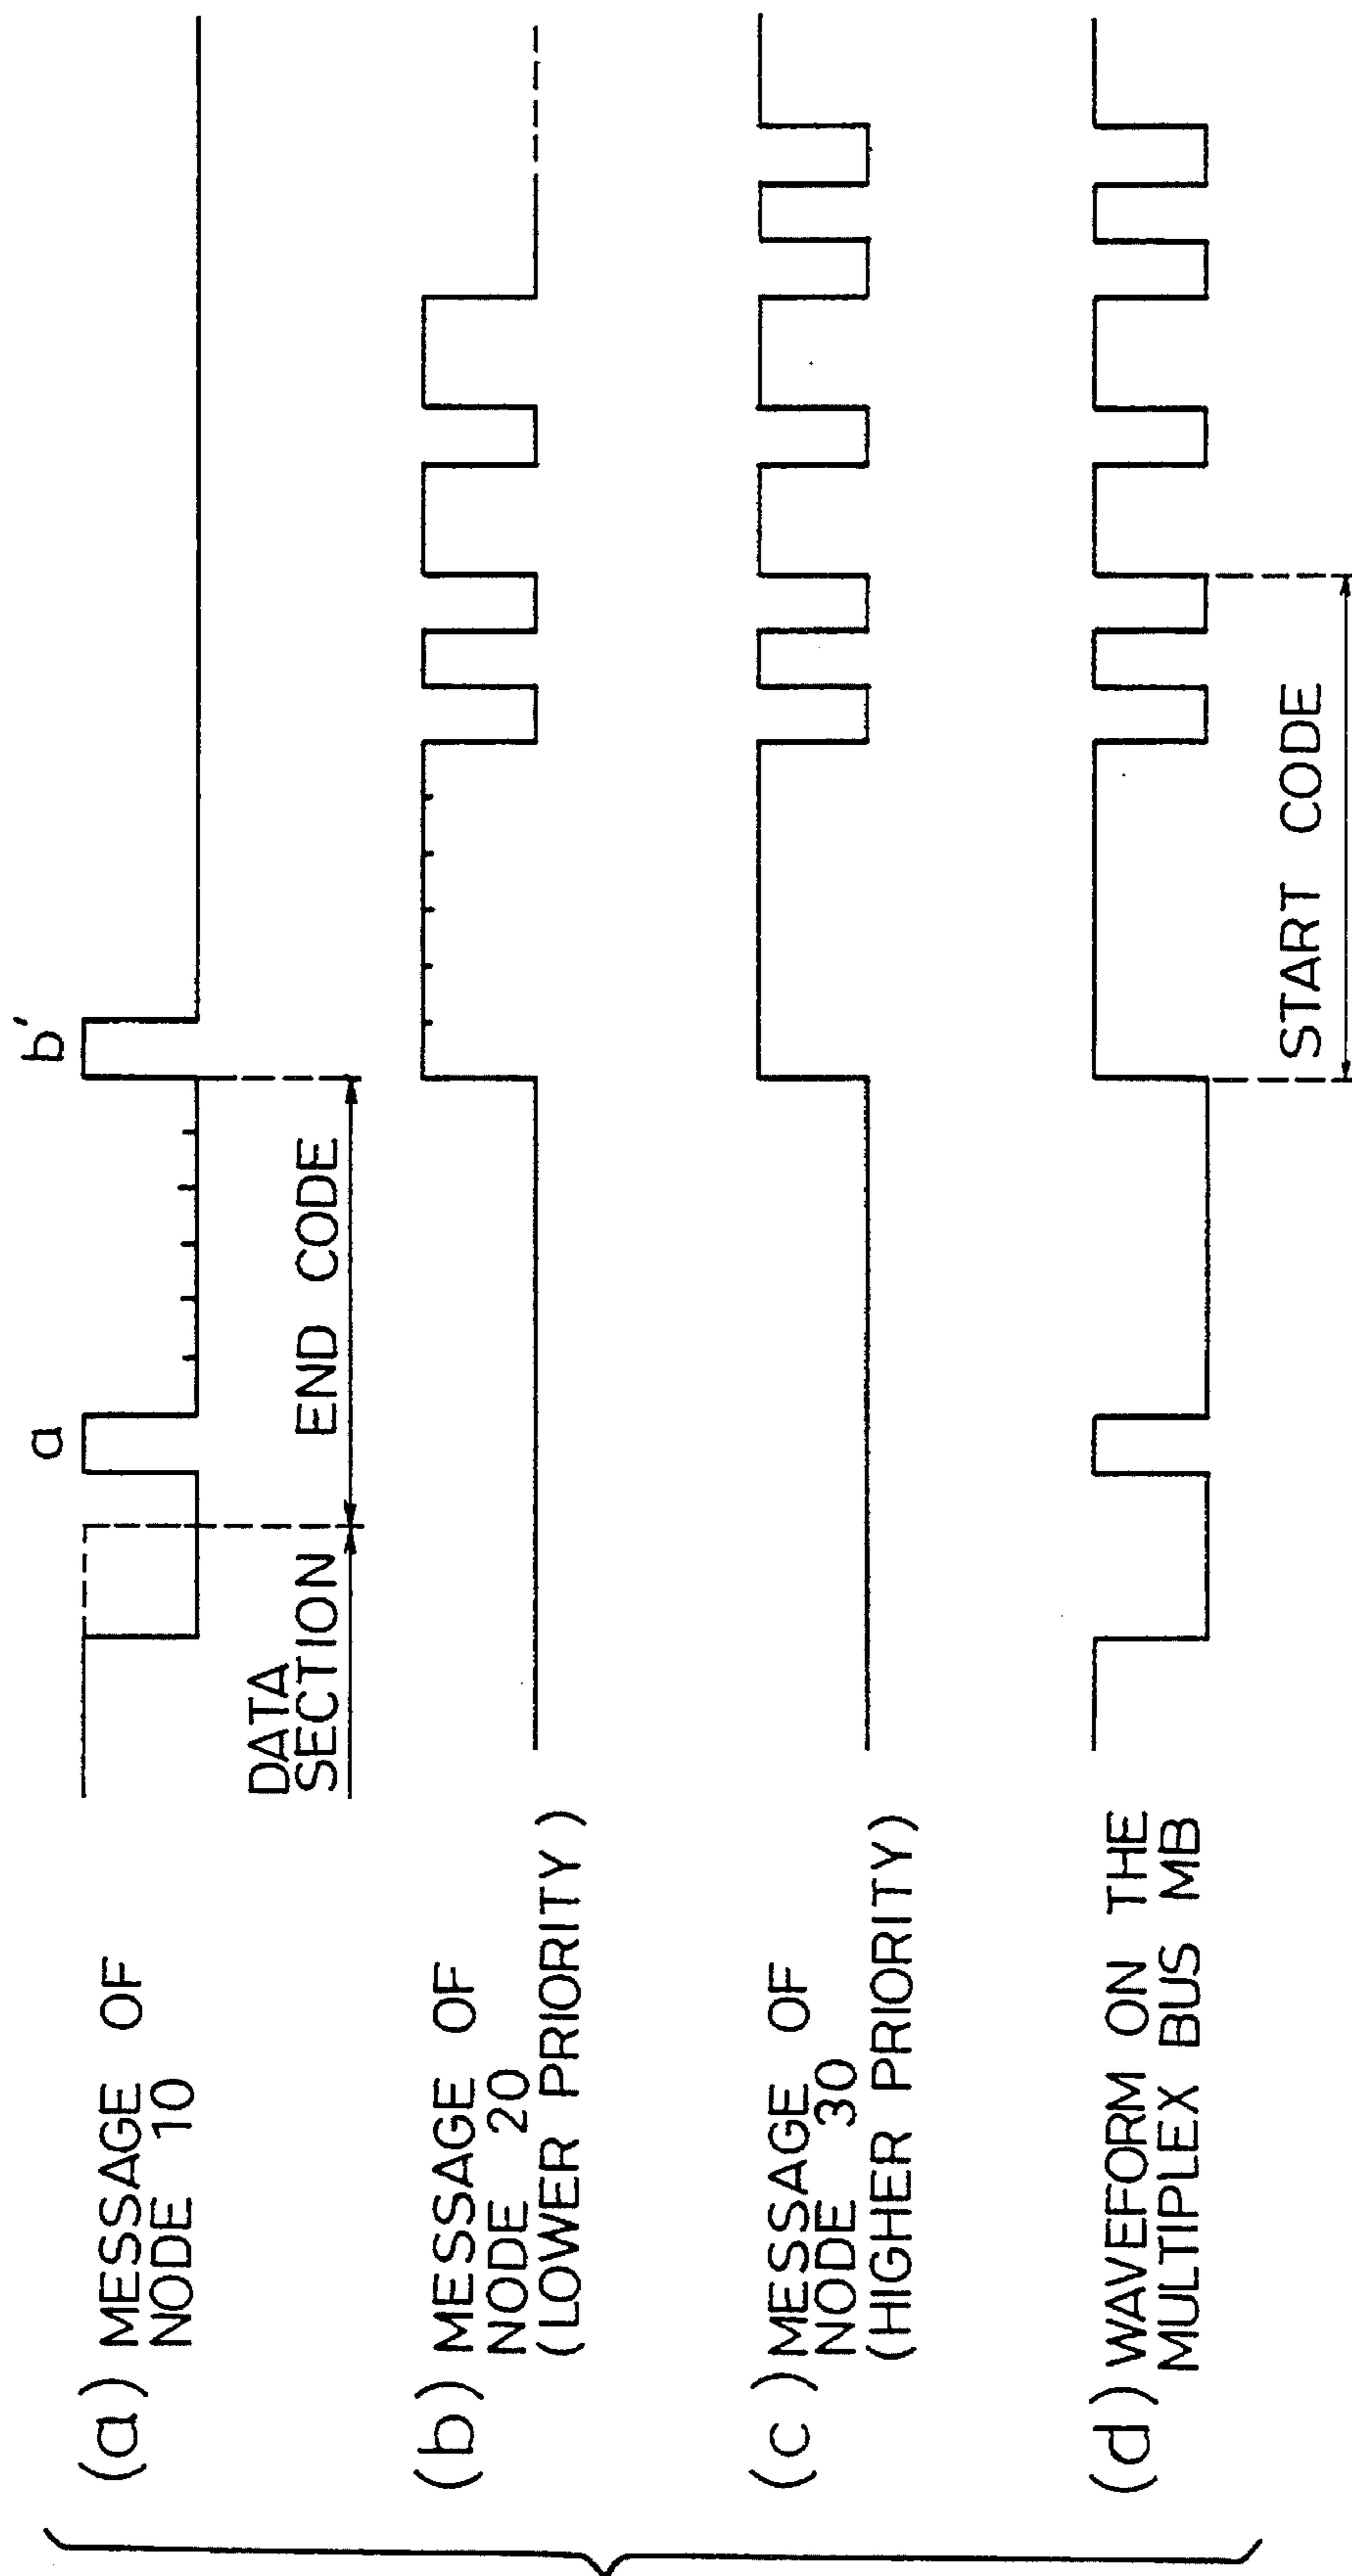 (a) MESSAGE OF
NODE 10
a
b'
DATA
SECTION
END CODE
(b) MESSAGE OF
NODE 20
(LOWER PRIORITY)
(c) MESSAGE OF
NODE 30
(HIGHER PRIORITY)
(d) WAVEFORM ON THE
MULTIPLEX BUS MB
START CODE